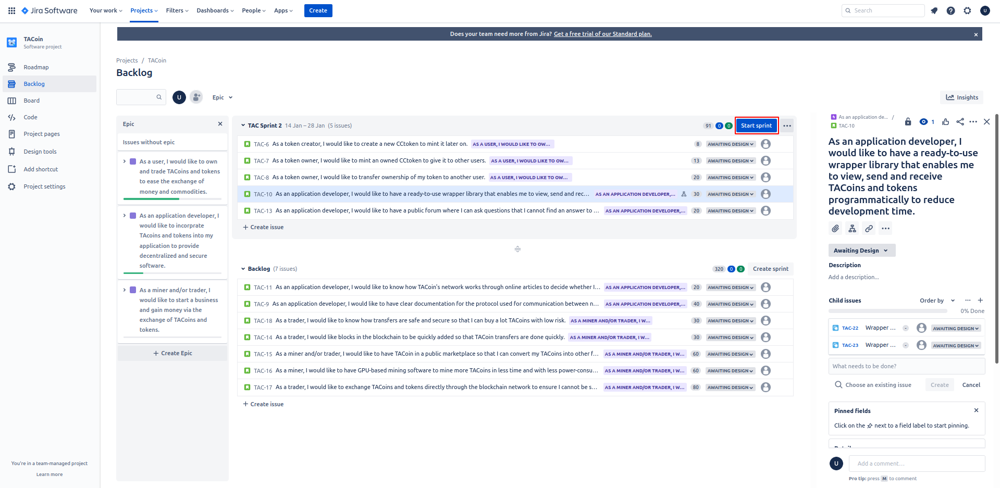 Jira Software
Your work
Projects
Filters
Dashboards
People
Apps
Create
Search
U
Does your team need more from Jira? Get a free trial of our Standard plan.
TACoin
Software project
Roadmap
Backlog
Board
Code
Project pages
Design tools
Add shortcut
Project settings
You're in a team-managed project
Learn more
Projects / TACoin
Backlog
U
Epic
Insights
Epic
Issues without epic
As a user, I would like to own
and trade TACoins and tokens
to ease the exchange of
money and commodities.
As an application developer, I
would like to incorprate
TAcoins and tokens into my
application to provide
decentralized and secure
software.
As a miner and/or trader, I
would like to start a business
and gain money via the
exchange of TACoins and
tokens.
+ Create Epic
TAC Sprint 2 14 Jan – 28 Jan (5 issues) 91 0 0 Start sprint
TAC-6 As a token creator, I would like to create a new CCtoken to mint it later on. AS A USER, I WOULD LIKE TO OW... 8 AWAITING DESIGN
TAC-7 As a token owner, I would like to mint an owned CCtoken to give it to other users. AS A USER, I WOULD LIKE TO OW... 13 AWAITING DESIGN
TAC-8 As a token owner, I would like to transfer ownership of my token to another user. AS A USER, I WOULD LIKE TO OW... 20 AWAITING DESIGN
TAC-10 As an application developer, I would like to have a ready-to-use wrapper library that enables me to view, send and rec... AS AN APPLICATION DEVELOPER,... 30 AWAITING DESIGN
TAC-13 As an application developer, I would like to have a public forum where I can ask questions that I cannot find an answer to ... AS AN APPLICATION DEVELOPER,... 20 AWAITING DESIGN
+ Create issue
Backlog (7 issues) 320 0 0 Create sprint
TAC-11 As an application developer, I would like to know how TACoin's network works through online articles to decide whether I... AS AN APPLICATION DEVELOPER,... 20 AWAITING DESIGN
TAC-9 As an application developer, I would like to have clear documentation for the protocol used for communication between n... AS AN APPLICATION DEVELOPER,... 40 AWAITING DESIGN
TAC-18 As a trader, I would like to know how transfers are safe and secure so that I can buy a lot TACoins with low risk. AS A MINER AND/OR TRADER, I W... 30 AWAITING DESIGN
TAC-14 As a trader, I would like blocks in the blockchain to be quickly added so that TACoin transfers are done quickly. AS A MINER AND/OR TRADER, I W... 30 AWAITING DESIGN
TAC-15 As a miner and/or trader, I would like to have TACoin in a public marketplace so that I can convert my TACoins into other f... AS A MINER AND/OR TRADER, I W... 60 AWAITING DESIGN
TAC-16 As a miner, I would like to have GPU-based mining software to mine more TACoins in less time and with less power-consu... AS A MINER AND/OR TRADER, I W... 60 AWAITING DESIGN
TAC-17 As a trader, I would like to exchange TACoins and tokens directly through the blockchain network to ensure I cannot be s... AS A MINER AND/OR TRADER, I W... 80 AWAITING DESIGN
+ Create issue
As an application de... /
TAC-10
1
As an application developer, I
would like to have a ready-to-use
wrapper library that enables me
to view, send and receive
TACoins and tokens
programmatically to reduce
development time.
Awaiting Design
Description
Add a description...
Child issues
Order by
0% Done
TAC-22 Wrapper ... - AWAITING DESIGN
TAC-23 Wrapper ... - AWAITING DESIGN
What needs to be done?
Choose an existing issue
Create
Cancel
Pinned fields
Click on the next to a field label to start pinning.
U
Add a comment...
Pro tip: press M to comment